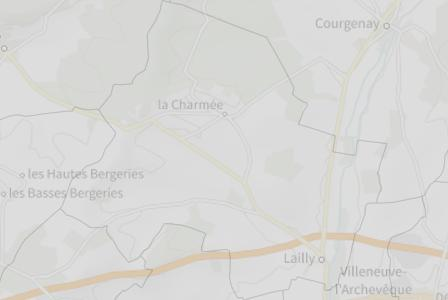 Courgenay
la Charmée
les Hautes Bergeries
les Basses Bergeries
Lailly
Villeneuve-
l'Archevêque